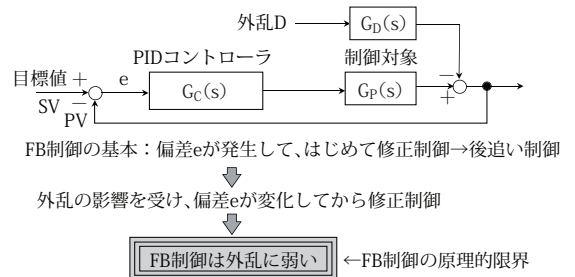 外乱D
G_D(s)
PIDコントローラ
制御対象
目標値 +
e
G_C(s)
G_P(s)
−
+
SV −
PV
FB制御の基本：偏差eが発生して、はじめて修正制御→後追い制御
外乱の影響を受け、偏差eが変化してから修正制御
FB制御は外乱に弱い ←FB制御の原理的限界